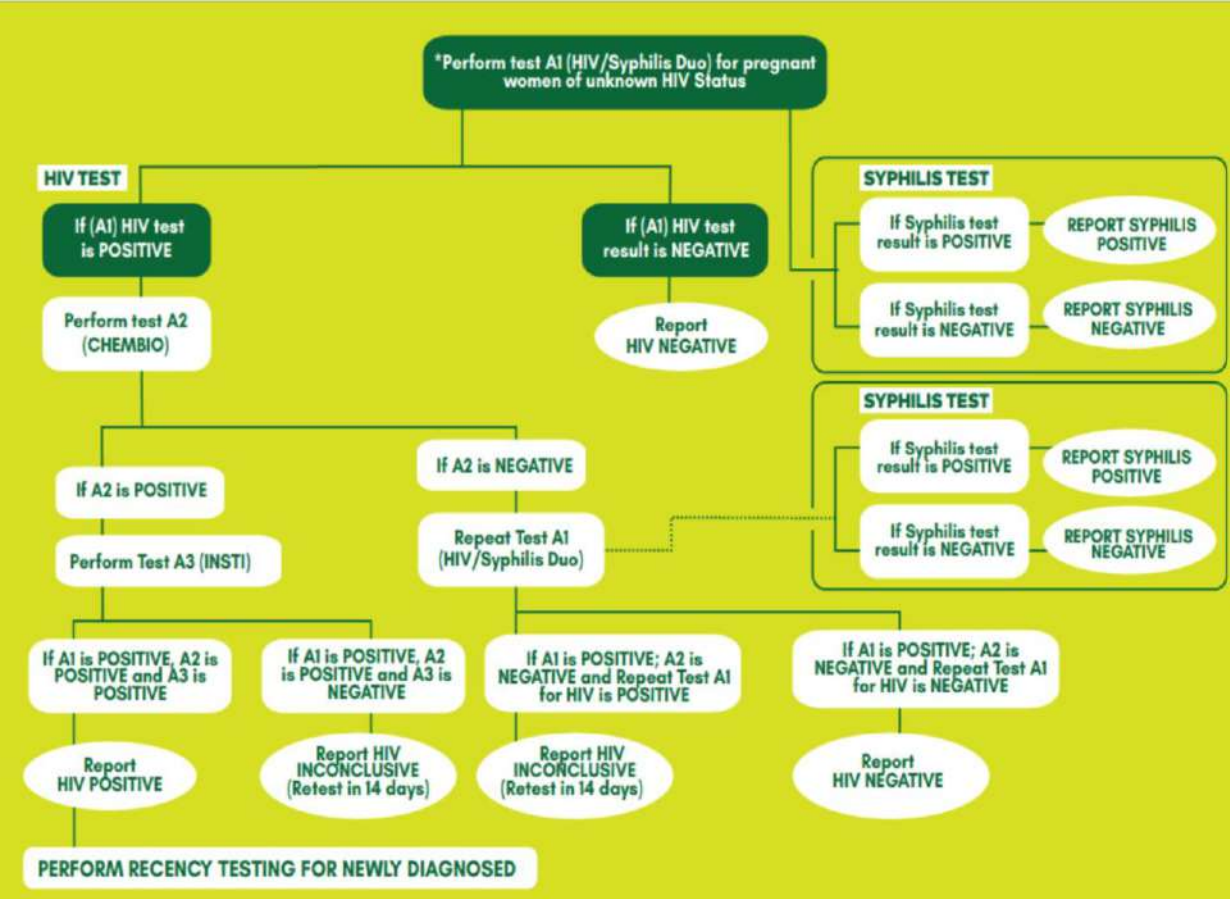 *Perform test A1 (HIV/Syphilis Duo) for pregnant
women of unknown HIV Status
HIV TEST
If (A1) HIV test
is POSITIVE
If (A1) HIV test
result is NEGATIVE
Perform test A2
(CHEMBIO)
Report
HIV NEGATIVE
SYPHILIS TEST
If Syphilis test
result is POSITIVE
REPORT SYPHILIS
POSITIVE
If Syphilis test
result is NEGATIVE
REPORT SYPHILIS
NEGATIVE
SYPHILIS TEST
If Syphilis test
result is POSITIVE
REPORT SYPHILIS
POSITIVE
If Syphilis test
result is NEGATIVE
REPORT SYPHILIS
NEGATIVE
If A2 is POSITIVE
If A2 is NEGATIVE
Perform Test A3 (INSTI)
Repeat Test A1
(HIV/Syphilis Duo)
If A1 is POSITIVE, A2 is
POSITIVE and A3 is
POSITIVE
If A1 is POSITIVE, A2
is POSITIVE and A3 is
NEGATIVE
If A1 is POSITIVE; A2 is
NEGATIVE and Repeat Test A1
for HIV is POSITIVE
If A1 is POSITIVE; A2 is
NEGATIVE and Repeat Test A1
for HIV is NEGATIVE
Report
HIV POSITIVE
Report HIV
INCONCLUSIVE
(Retest in 14 days)
Report HIV
INCONCLUSIVE
(Retest in 14 days)
Report
HIV NEGATIVE
PERFORM RECENCY TESTING FOR NEWLY DIAGNOSED